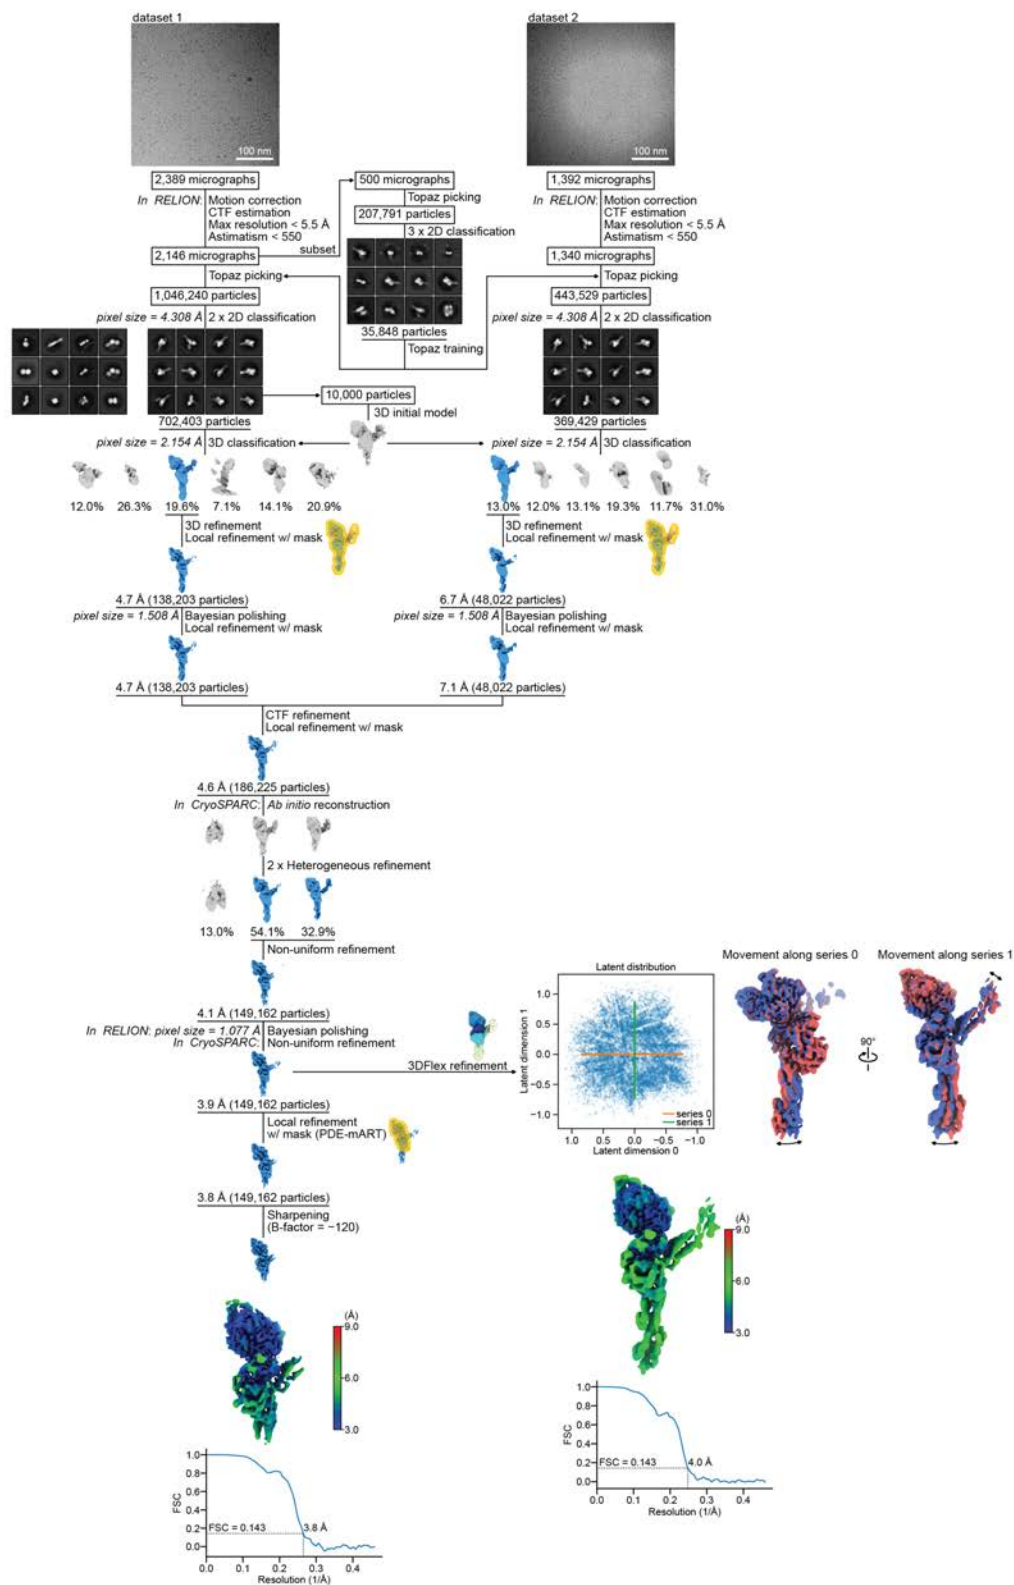 dataset 1
dataset 2
100 nm
100 nm
2,389 micrographs
500 micrographs
1,392 micrographs
In RELION: Motion correction
CTF estimation
Max resolution < 5.5 Å
Astimatism < 550
Topaz picking
207,791 particles
3 x 2D classification
In RELION: Motion correction
CTF estimation
Max resolution < 5.5 Å
Astimatism < 550
subset
2,146 micrographs
1,340 micrographs
Topaz picking
Topaz picking
1,046,240 particles
443,529 particles
pixel size = 4.308 Å 2 x 2D classification
pixel size = 4.308 Å 2 x 2D classification
35,848 particles
Topaz training
10,000 particles
3D initial model
702,403 particles
369,429 particles
pixel size = 2.154 Å 3D classification
pixel size = 2.154 Å 3D classification
12.0% 26.3% 19.6% 7.1% 14.1% 20.9%
13.0% 12.0% 13.1% 19.3% 11.7% 31.0%
3D refinement
Local refinement w/ mask
3D refinement
Local refinement w/ mask
4.7 Å (138,203 particles)
6.7 Å (48,022 particles)
pixel size = 1.508 Å Bayesian polishing
Local refinement w/ mask
pixel size = 1.508 Å Bayesian polishing
Local refinement w/ mask
4.7 Å (138,203 particles)
7.1 Å (48,022 particles)
CTF refinement
Local refinement w/ mask
4.6 Å (186,225 particles)
In CryoSPARC: Ab initio reconstruction
2 x Heterogeneous refinement
13.0% 54.1% 32.9%
Non-uniform refinement
4.1 Å (149,162 particles)
In RELION: pixel size = 1.077 Å Bayesian polishing
In CryoSPARC: Non-uniform refinement
3DFlex refinement
Latent distribution
Latent dimension 1
1.0
0.5
0.0
−0.5
−1.0
series 0
series 1
1.0 0.5 0.0 -0.5 −1.0
Latent dimension 0
Movement along series 0
90°
Movement along series 1
3.9 Å (149,162 particles)
Local refinement
w/ mask (PDE-mART)
3.8 Å (149,162 particles)
Sharpening
(B-factor = −120)
(Å)
9.0
6.0
3.0
(Å)
9.0
6.0
3.0
FSC
1.0
0.8
0.6
0.4
0.2
0.0
FSC = 0.143
4.0 Å
0.0 0.1 0.2 0.3 0.4
Resolution (1/Å)
FSC
1.0
0.8
0.6
0.4
0.2
0.0
FSC = 0.143
3.8 Å
0.0 0.1 0.2 0.3 0.4
Resolution (1/Å)